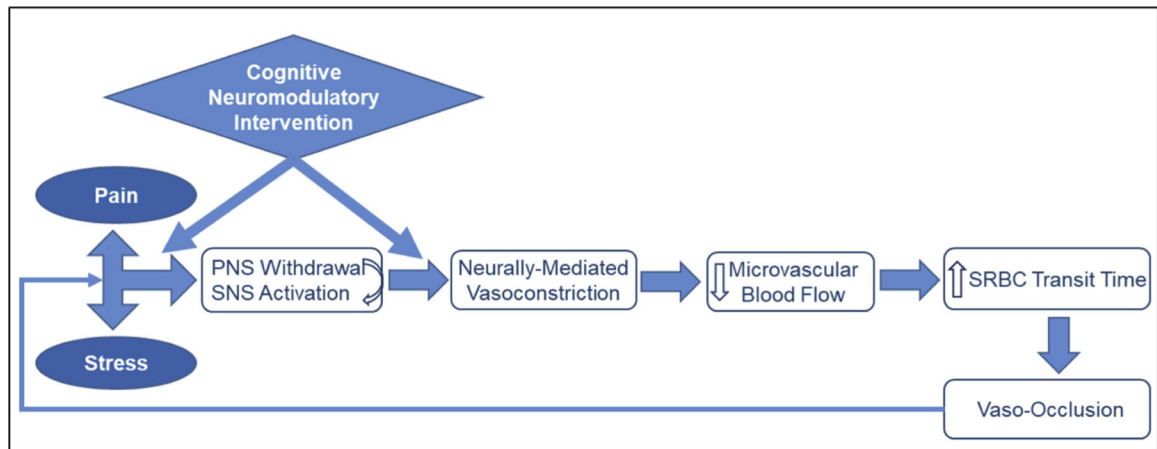 Cognitive
Neuromodulatory
Intervention
Pain
Stress
PNS Withdrawal
SNS Activation
Neurally-Mediated
Vasoconstriction
Microvascular
Blood Flow
SRBC Transit Time
Vaso-Occlusion